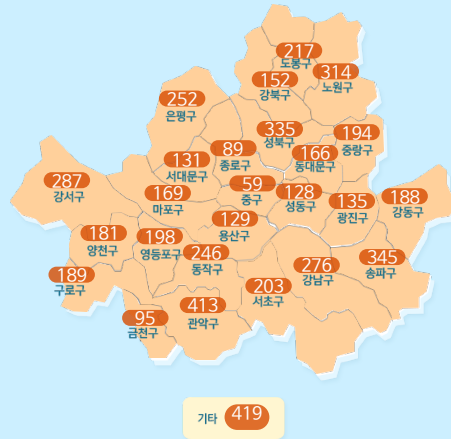 217
도봉구
314
노원구
152
강북구
252
은평구
335
성북구
194
중랑구
89
종로구
166
동대문구
131
서대문구
287
강서구
59
중구
128
성동구
169
마포구
135
광진구
188
강동구
129
용산구
181
양천구
198
영등포구
246
동작구
345
송파구
276
강남구
189
구로구
203
서초구
413
관악구
95
금천구
기타 419